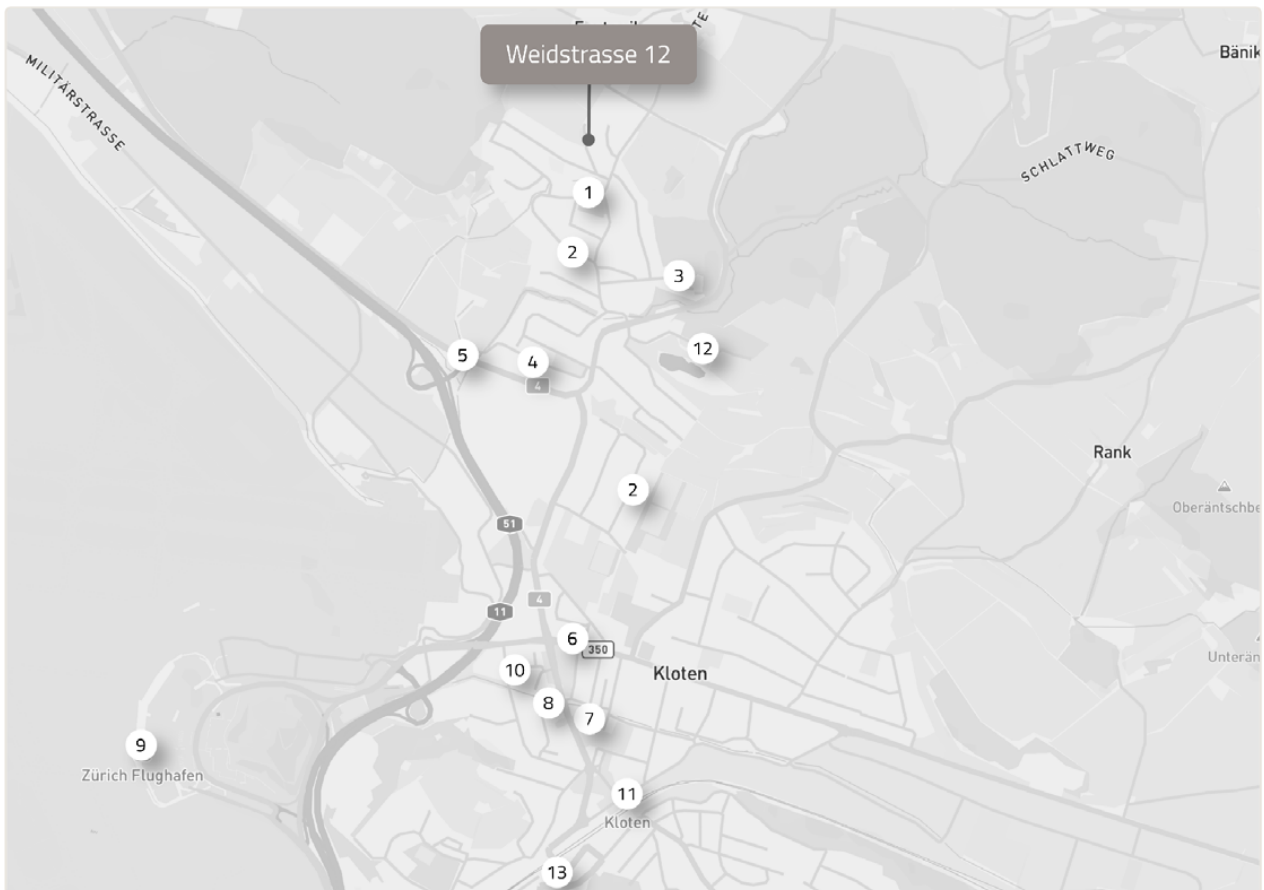 Weidstrasse 12
MILITÄRSTRASSE
Bänik
SCHLATTWEG
1
2
3
12
5
4
4
Rank
2
Oberäntschbe
51
4
11
6
350
Unterän
10
Kloten
8
7
9
Zürich Flughafen
11
Kloten
13